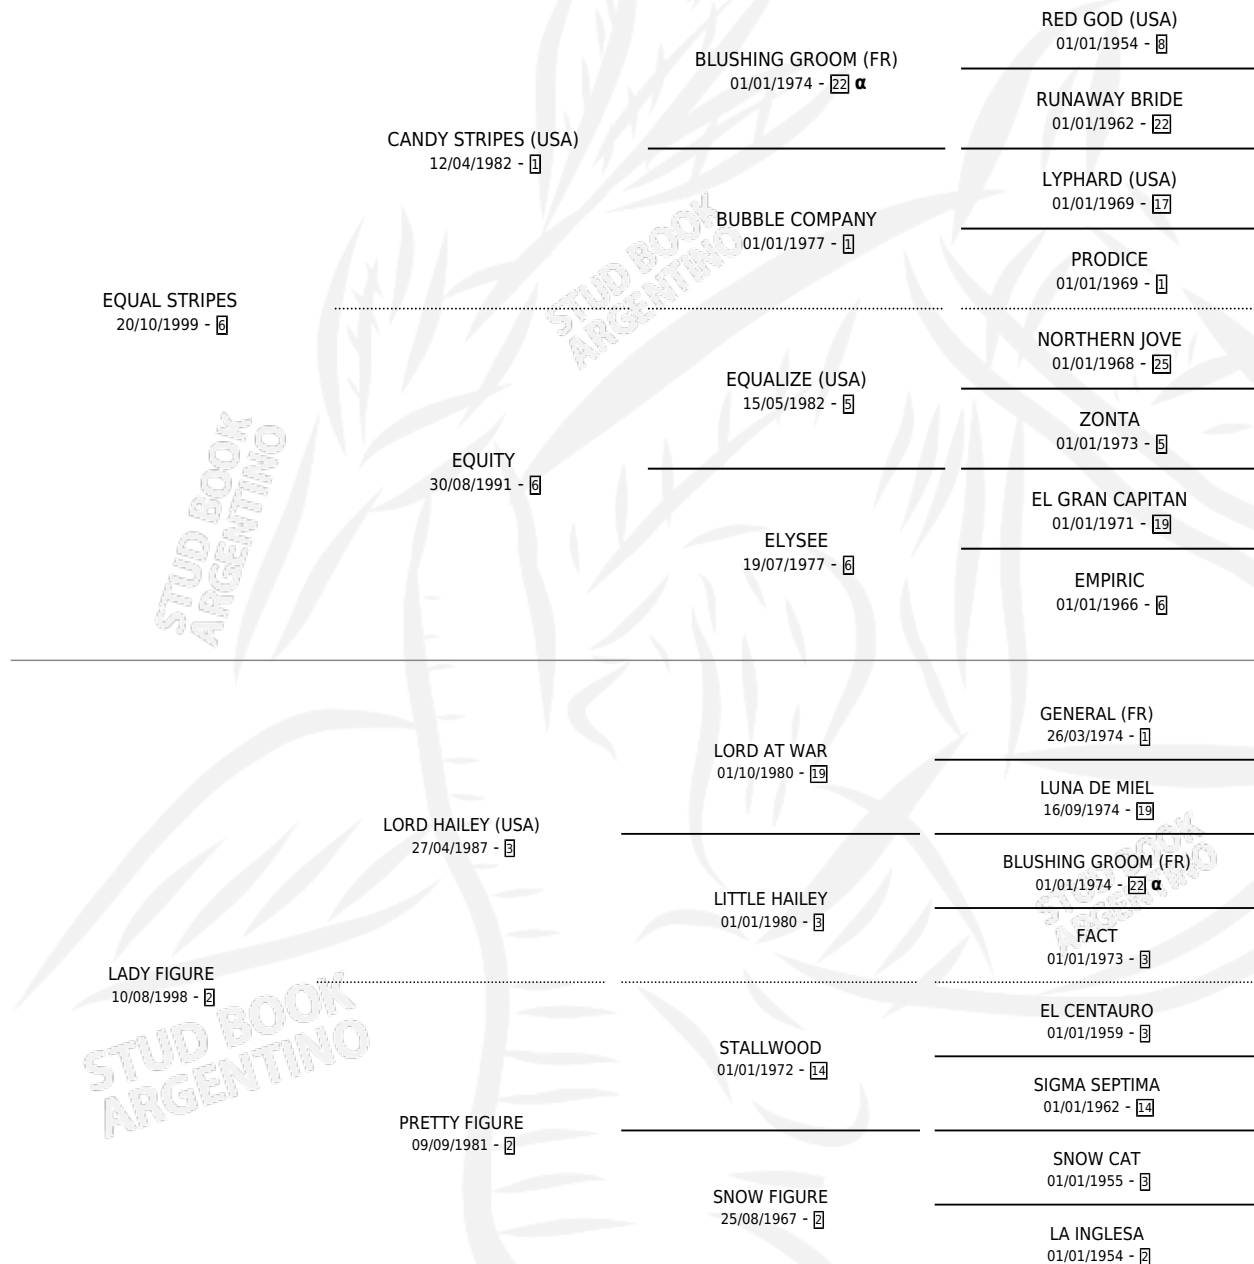 RED GOD (USA)
01/01/1954 - 8
BLUSHING GROOM (FR)
01/01/1974 - 22 α
RUNAWAY BRIDE
01/01/1962 - 22
CANDY STRIPES (USA)
12/04/1982 - 1
LYPHARD (USA)
01/01/1969 - 17
BUBBLE COMPANY
01/01/1977 - 1
PRODICE
01/01/1969 - 1
STUD BOOK
ARGENTINO
EQUAL STRIPES
20/10/1999 - 6
NORTHERN JOVE
01/01/1968 - 25
EQUALIZE (USA)
15/05/1982 - 5
ZONTA
01/01/1973 - 5
EQUITY
30/08/1991 - 6
EL GRAN CAPITAN
01/01/1971 - 19
ELYSEE
19/07/1977 - 6
EMPIRIC
01/01/1966 - 6
STUD BOOK
ARGENTINO
GENERAL (FR)
26/03/1974 - 1
LORD AT WAR
01/10/1980 - 19
LUNA DE MIEL
16/09/1974 - 19
LORD HAILEY (USA)
27/04/1987 - 3
BLUSHING GROOM (FR)
01/01/1974 - 22 α
LITTLE HAILEY
01/01/1980 - 3
FACT
01/01/1973 - 3
STUD BOOK
ARGENTINO
LADY FIGURE
10/08/1998 - 2
EL CENTAURO
01/01/1959 - 3
STALLWOOD
01/01/1972 - 14
SIGMA SEPTIMA
01/01/1962 - 14
STUD BOOK
ARGENTINO
PRETTY FIGURE
09/09/1981 - 2
SNOW CAT
01/01/1955 - 3
SNOW FIGURE
25/08/1967 - 2
LA INGLESA
01/01/1954 - 2